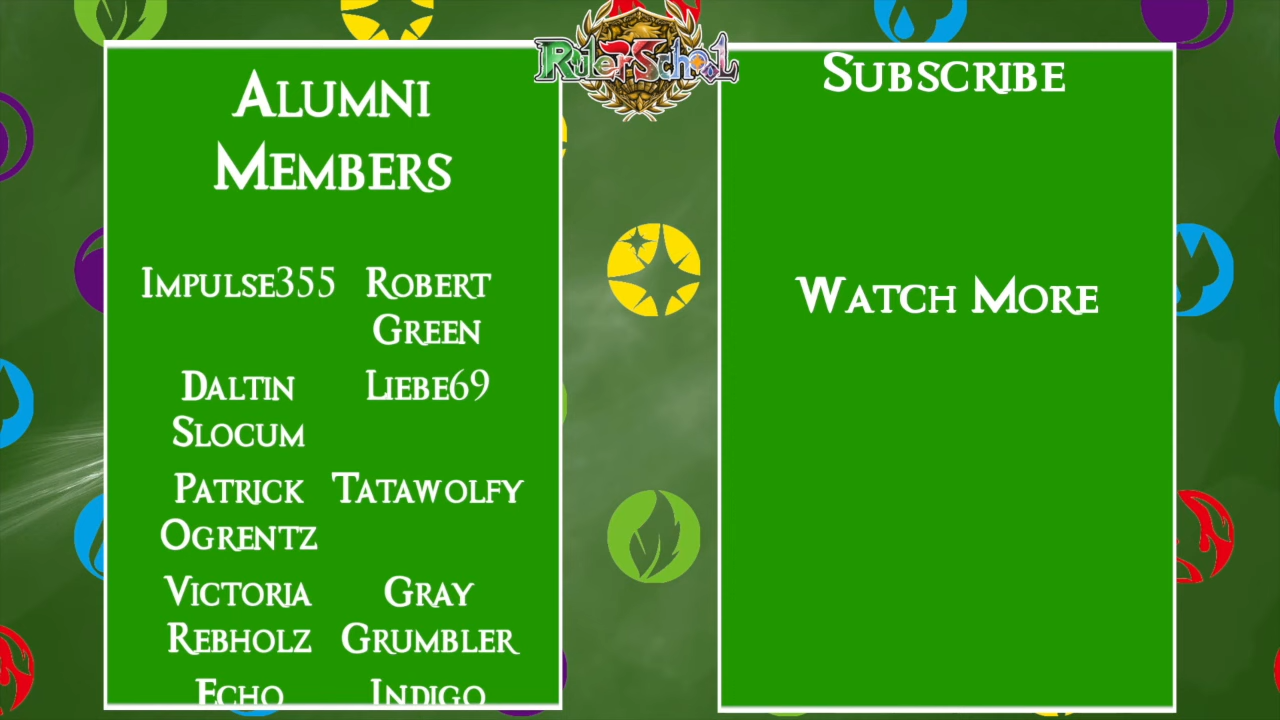 Ruler School
Alumni
Members
Impulse355 Robert
Green
Daltin Liebe69
Slocum
Patrick Tatawolfy
Ogrentz
Victoria Gray
Rebholz Grumbler
Echo Indigo
Subscribe
Watch More